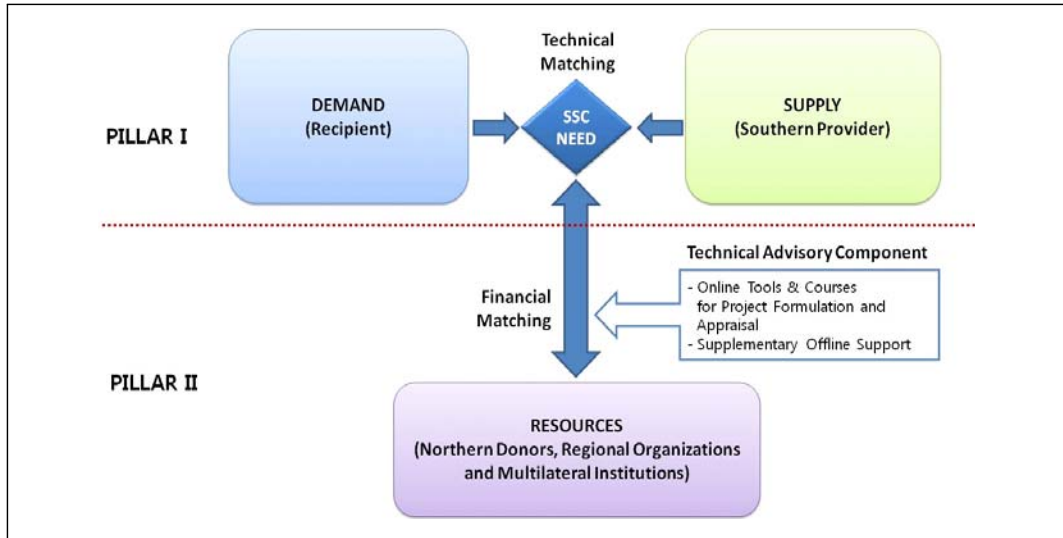 Technical
Matching
DEMAND
(Recipient)
SSC
NEED
SUPPLY
(Southern Provider)
PILLAR I
Technical Advisory Component
- Online Tools & Courses
for Project Formulation and
Appraisal
- Supplementary Offline Support
Financial
Matching
PILLAR II
RESOURCES
(Northern Donors, Regional Organizations
and Multilateral Institutions)